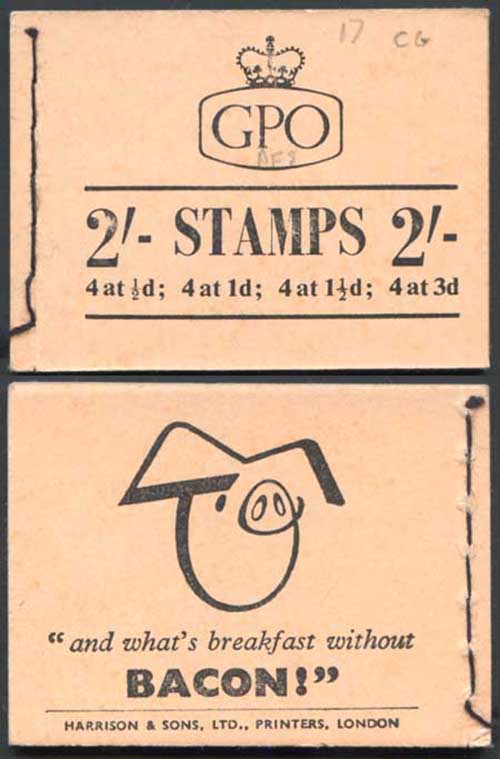 17 CG
GPO
2'- STAMPS 2'-
4 at ½d; 4 at 1d; 4 at 1½d; 4 at 3d
“and what's breakfast without
BACON!”
HARRISON & SONS, LTD., PRINTERS, LONDON